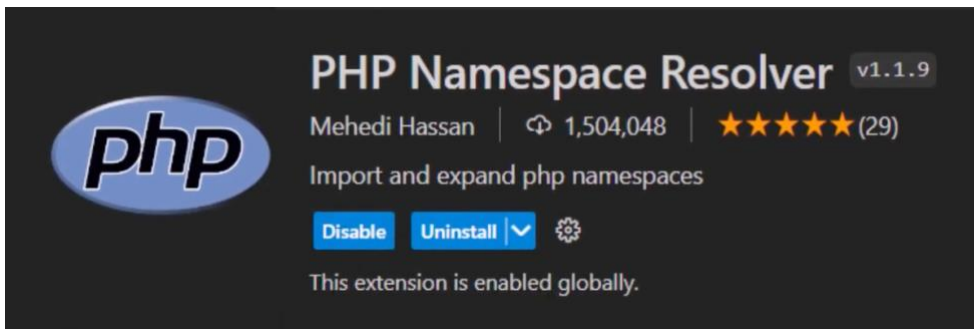 php
PHP Namespace Resolver v1.1.9
Mehedi Hassan 1,504,048 (29)
Import and expand php namespaces
Disable Uninstall
This extension is enabled globally.